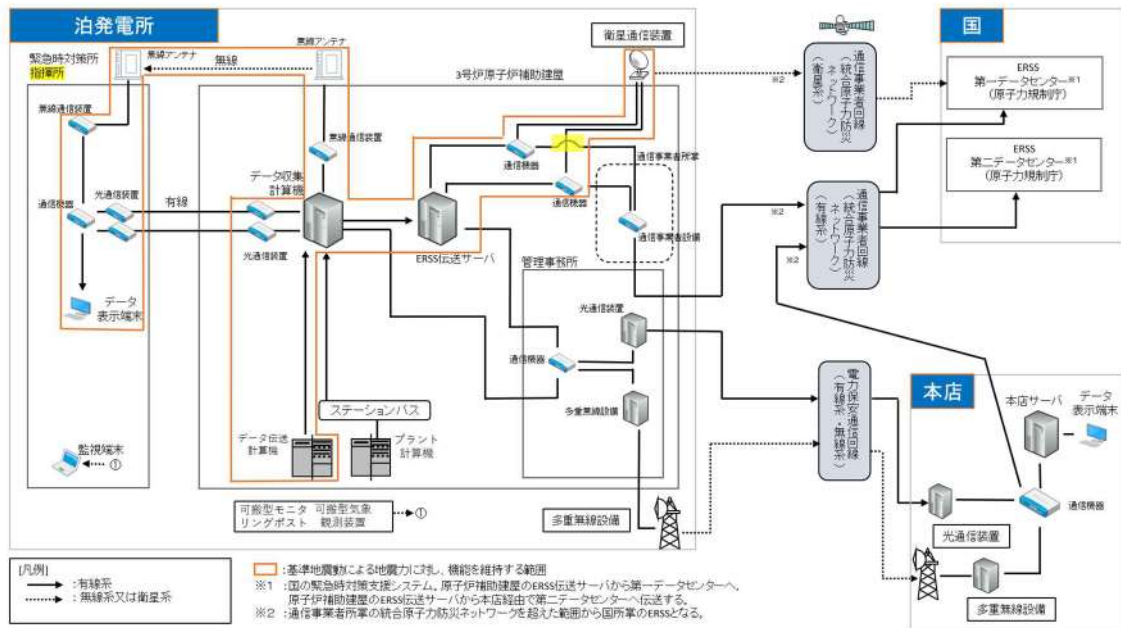 泊発電所
緊急時対策所
指揮所
無線アンテナ
無線
無線アンテナ
3号炉原子炉補助建屋
衛星通信装置
無線通信装置
無線通信装置
通信機器
光通信装置
有線
データ収集
計算機
光通信装置
データ
表示端末
監視端末
①
ERSS伝送サーバ
通信機器
通信機器
通信事業者所掌
通信事業者設備
管理事務所
光通信装置
通信機器
多重無線設備
ステーションバス
データ伝送
計算機
プラント
計算機
可搬型モニタ
リングポスト
可搬型気象
観測装置
①
多重無線設備
※2
通信事業者回線
(統合原子力防災
ネットワーク)
(衛星系)
※2
※2
通信事業者回線
(統合原子力防災
ネットワーク)
(有線系)
電力保安通信回線
(有線系・無線系)
国
ERSS
第一データセンター※1
(原子力規制庁)
ERSS
第二データセンター※1
(原子力規制庁)
本店
本店サーバ
データ
表示端末
通信機器
光通信装置
多重無線設備
[凡例]
:有線系
:無線系又は衛星系
:基準地震動による地震力に対し、機能を維持する範囲
※1 :国の緊急時対策支援システム。原子炉補助建屋のERSS伝送サーバから第一データセンターへ、
原子炉補助建屋のERSS伝送サーバから本店経由で第二データセンターへ伝送する。
※2 :通信事業者所掌の統合原子力防災ネットワークを超えた範囲から国所掌のERSSとなる。